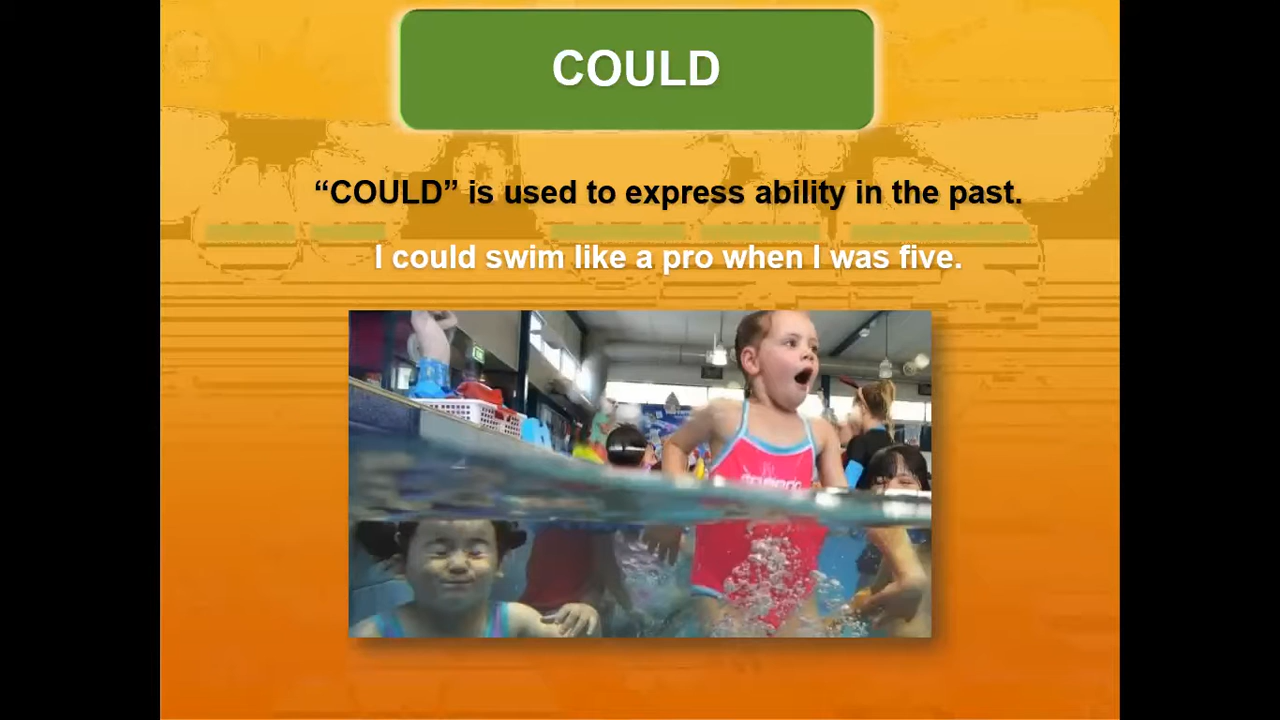 COULD
“COULD” is used to express ability in the past.
I could swim like a pro when I was five.